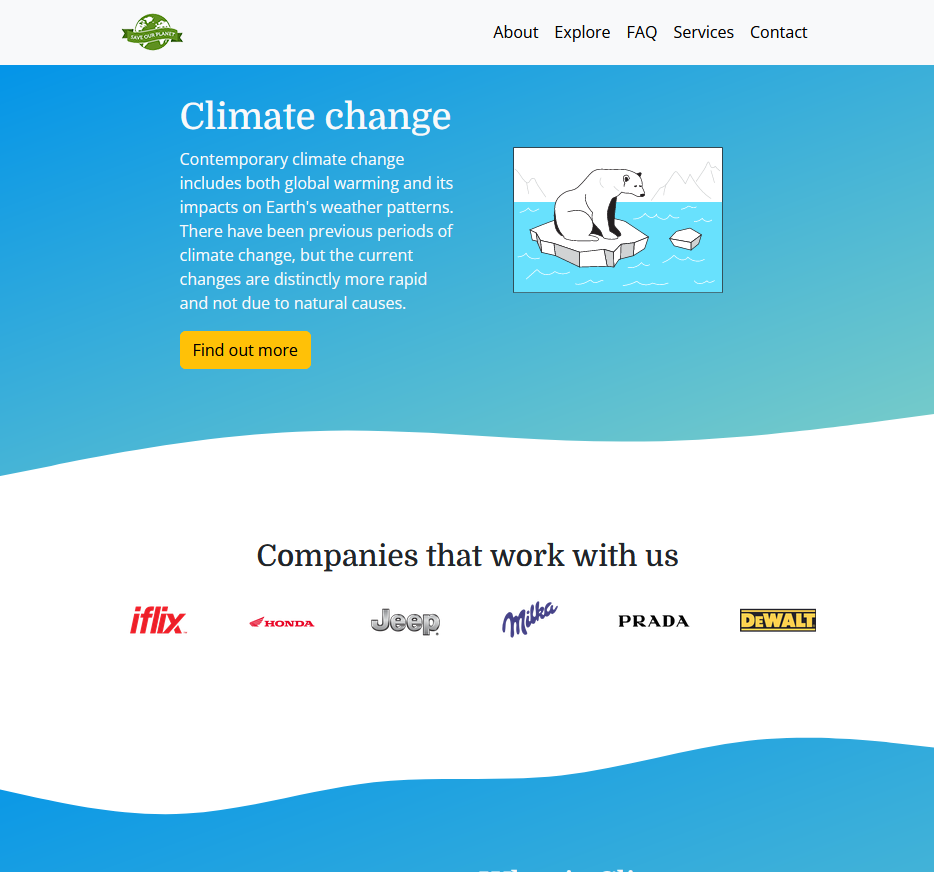 SAVE OUR PLANET
About Explore FAQ Services Contact
Climate change
Contemporary climate change
includes both global warming and its
impacts on Earth's weather patterns.
There have been previous periods of
climate change, but the current
changes are distinctly more rapid
and not due to natural causes.
Find out more
Companies that work with us
iflix HONDA Jeep Milka PRADA DEWALT